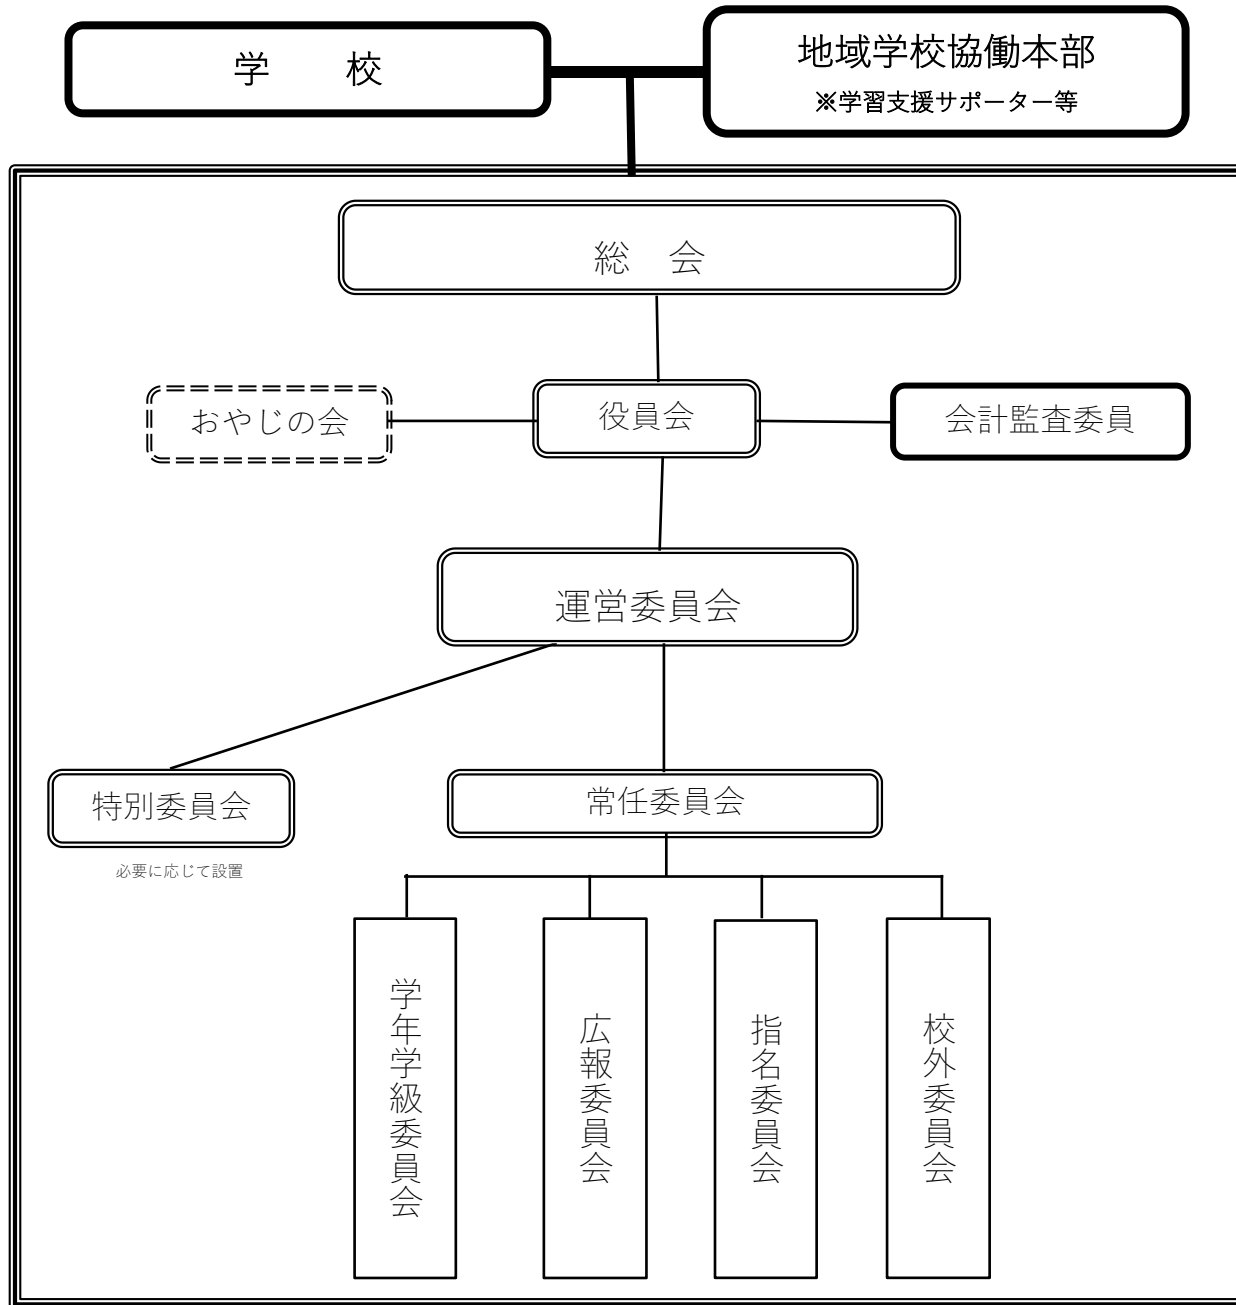 学　校
地域学校協働本部
※学習支援サポーター等
総　会
おやじの会
役員会
会計監査委員
運営委員会
特別委員会
常任委員会
必要に応じて設置
学年学級委員会
広報委員会
指名委員会
校外委員会